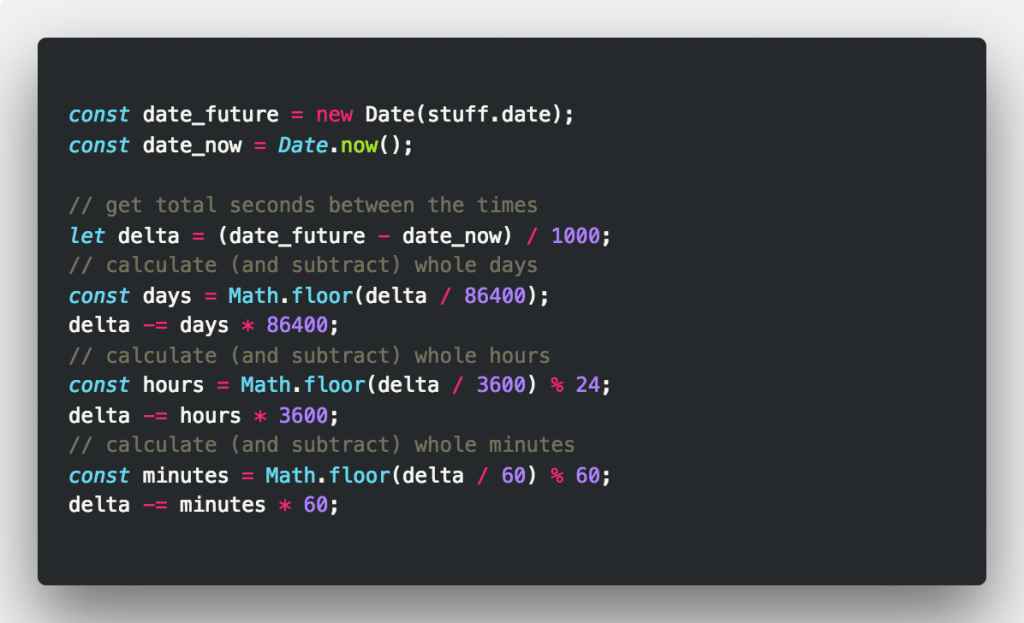 const date_future = new Date(stuff.date);
const date_now = Date.now();
// get total seconds between the times
let delta = (date_future - date_now) / 1000;
// calculate (and subtract) whole days
const days = Math.floor(delta / 86400);
delta -= days * 86400;
// calculate (and subtract) whole hours
const hours = Math.floor(delta / 3600) % 24;
delta -= hours * 3600;
// calculate (and subtract) whole minutes
const minutes = Math.floor(delta / 60) % 60;
delta -= minutes * 60;